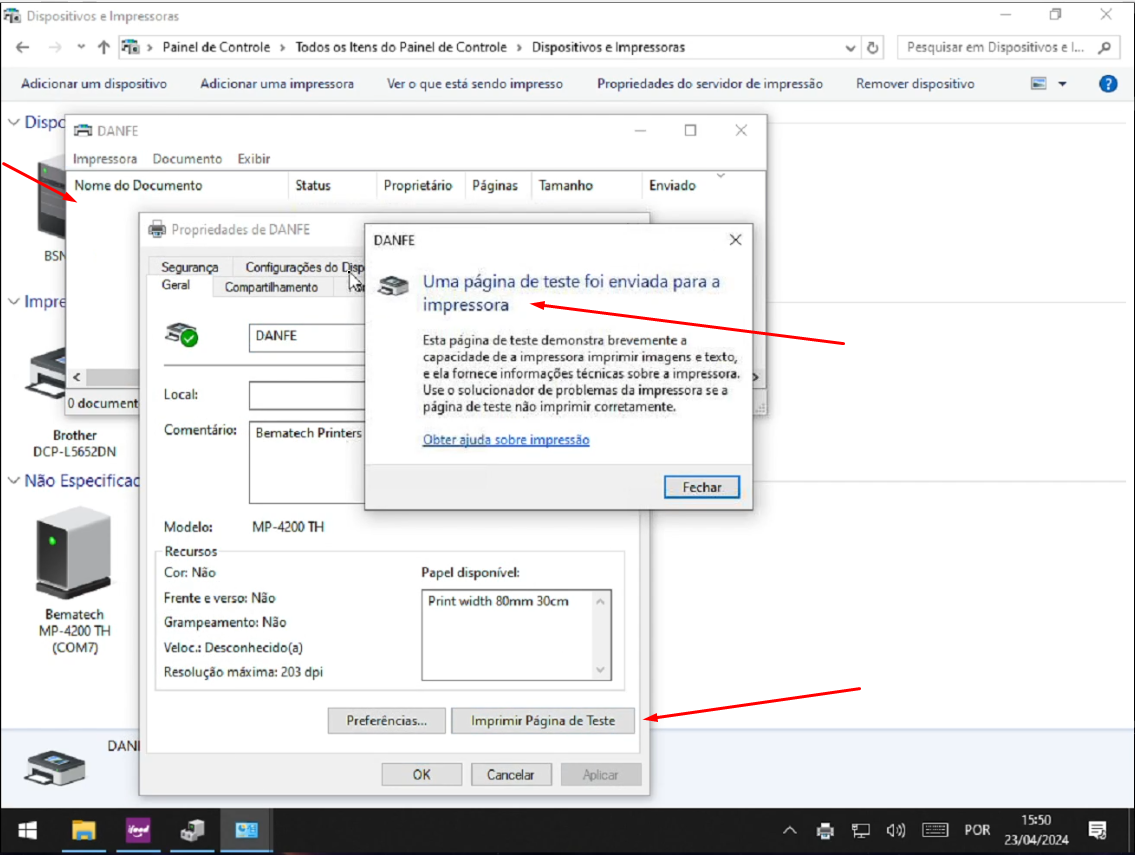 Dispositivos e Impressoras
Painel de Controle
Todos os Itens do Painel de Controle
Dispositivos e Impressoras
Pesquisar em Dispositivos e I...
Adicionar um dispositivo
Adicionar uma impressora
Ver o que está sendo impresso
Propriedades do servidor de impressão
Remover dispositivo
?
Dispo
DANFE
Impressora Documento Exibir
Nome do Documento Status Proprietário Páginas Tamanho Enviado
BSN
Impre
0 document
Brother
DCP-L5652DN
Não Especificad
Bematech
MP-4200 TH
(COM7)
Propriedades de DANFE
Segurança
Configurações do Disp
Geral
Compartilhamento
DANFE
Local:
Comentário:
Bematech Printers
Modelo: MP-4200 TH
Recursos
Cor: Não
Frente e verso: Não
Grampeamento: Não
Veloc.: Desconhecido(a)
Resolução máxima: 203 dpi
Papel disponível:
Print width 80mm 30cm
Preferências...
Imprimir Página de Teste
OK
Cancelar
Aplicar
DANFE
Uma página de teste foi enviada para a
impressora
Esta página de teste demonstra brevemente a
capacidade de a impressora imprimir imagens e texto,
e ela fornece informações técnicas sobre a impressora.
Use o solucionador de problemas da impressora se a
página de teste não imprimir corretamente.
Obter ajuda sobre impressão
Fechar
DANI
ifood
POR
15:50
23/04/2024